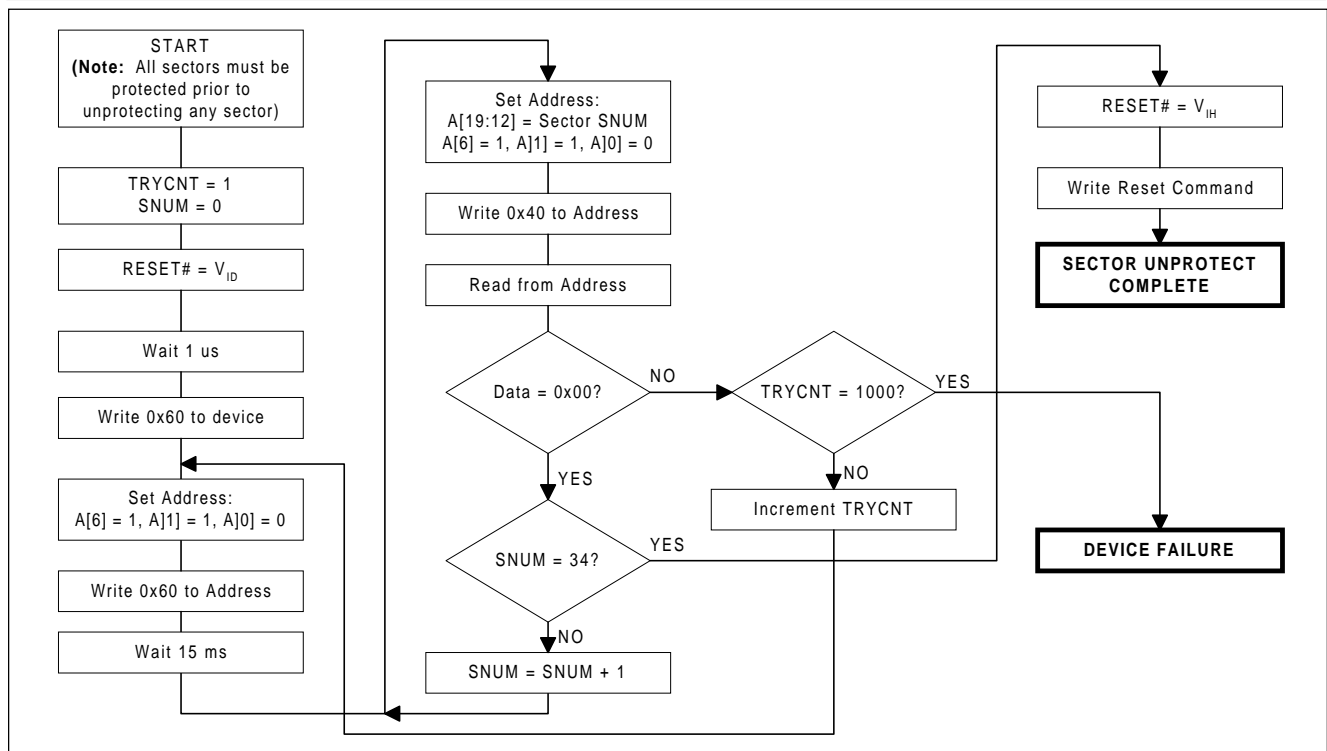 START
(Note: All sectors must be
protected prior to
unprotecting any sector)
TRYCNT = 1
SNUM = 0
RESET# = VID
Wait 1 us
Write 0x60 to device
Set Address:
A[6] = 1, A]1] = 1, A]0] = 0
Write 0x60 to Address
Wait 15 ms
Set Address:
A[19:12] = Sector SNUM
A[6] = 1, A]1] = 1, A]0] = 0
Write 0x40 to Address
Read from Address
Data = 0x00?
NO
YES
SNUM = 34?
YES
NO
SNUM = SNUM + 1
TRYCNT = 1000?
YES
NO
Increment TRYCNT
RESET# = VIH
Write Reset Command
SECTOR UNPROTECT
COMPLETE
DEVICE FAILURE